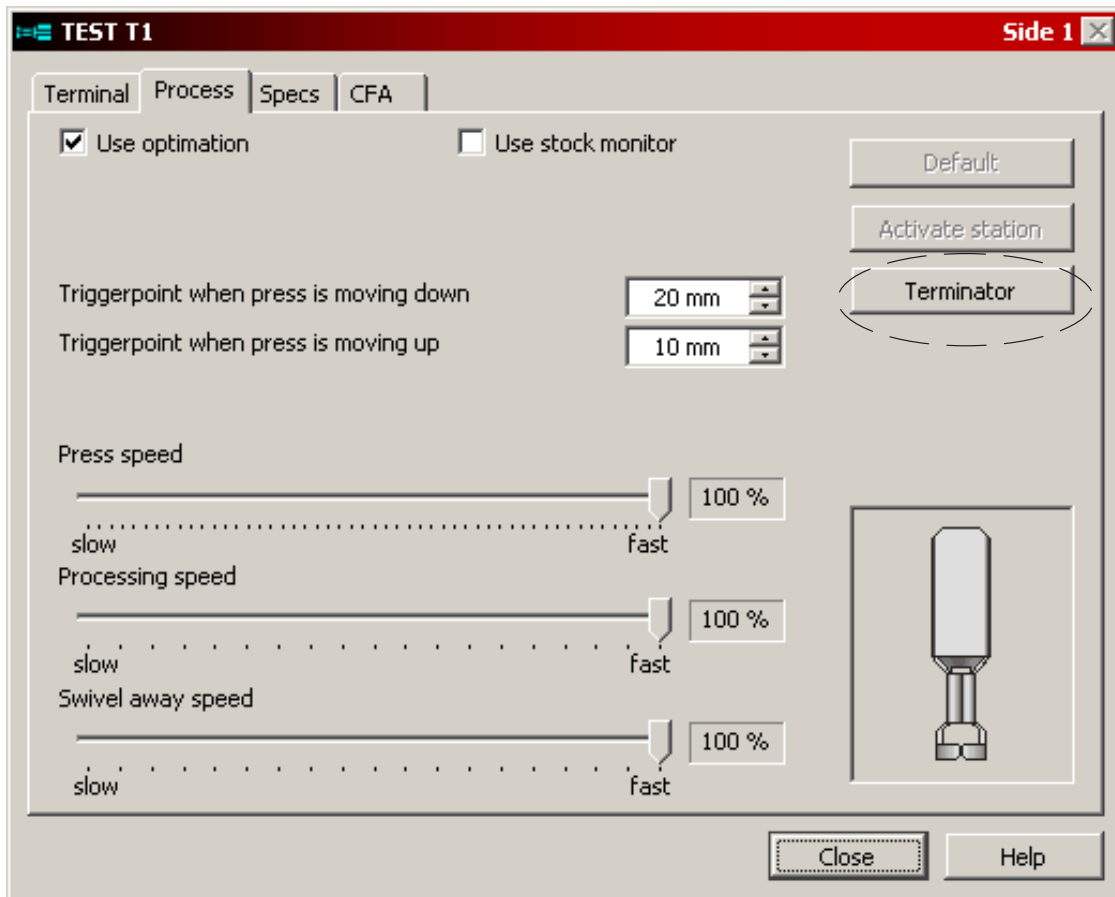 TEST T1 Side 1
Terminal Process Specs CFA
Use optimation Use stock monitor
Default
Activate station
Terminator
Triggerpoint when press is moving down 20 mm
Triggerpoint when press is moving up 10 mm
Press speed
100 %
slow fast
Processing speed
100 %
slow fast
Swivel away speed
100 %
slow fast
Close Help